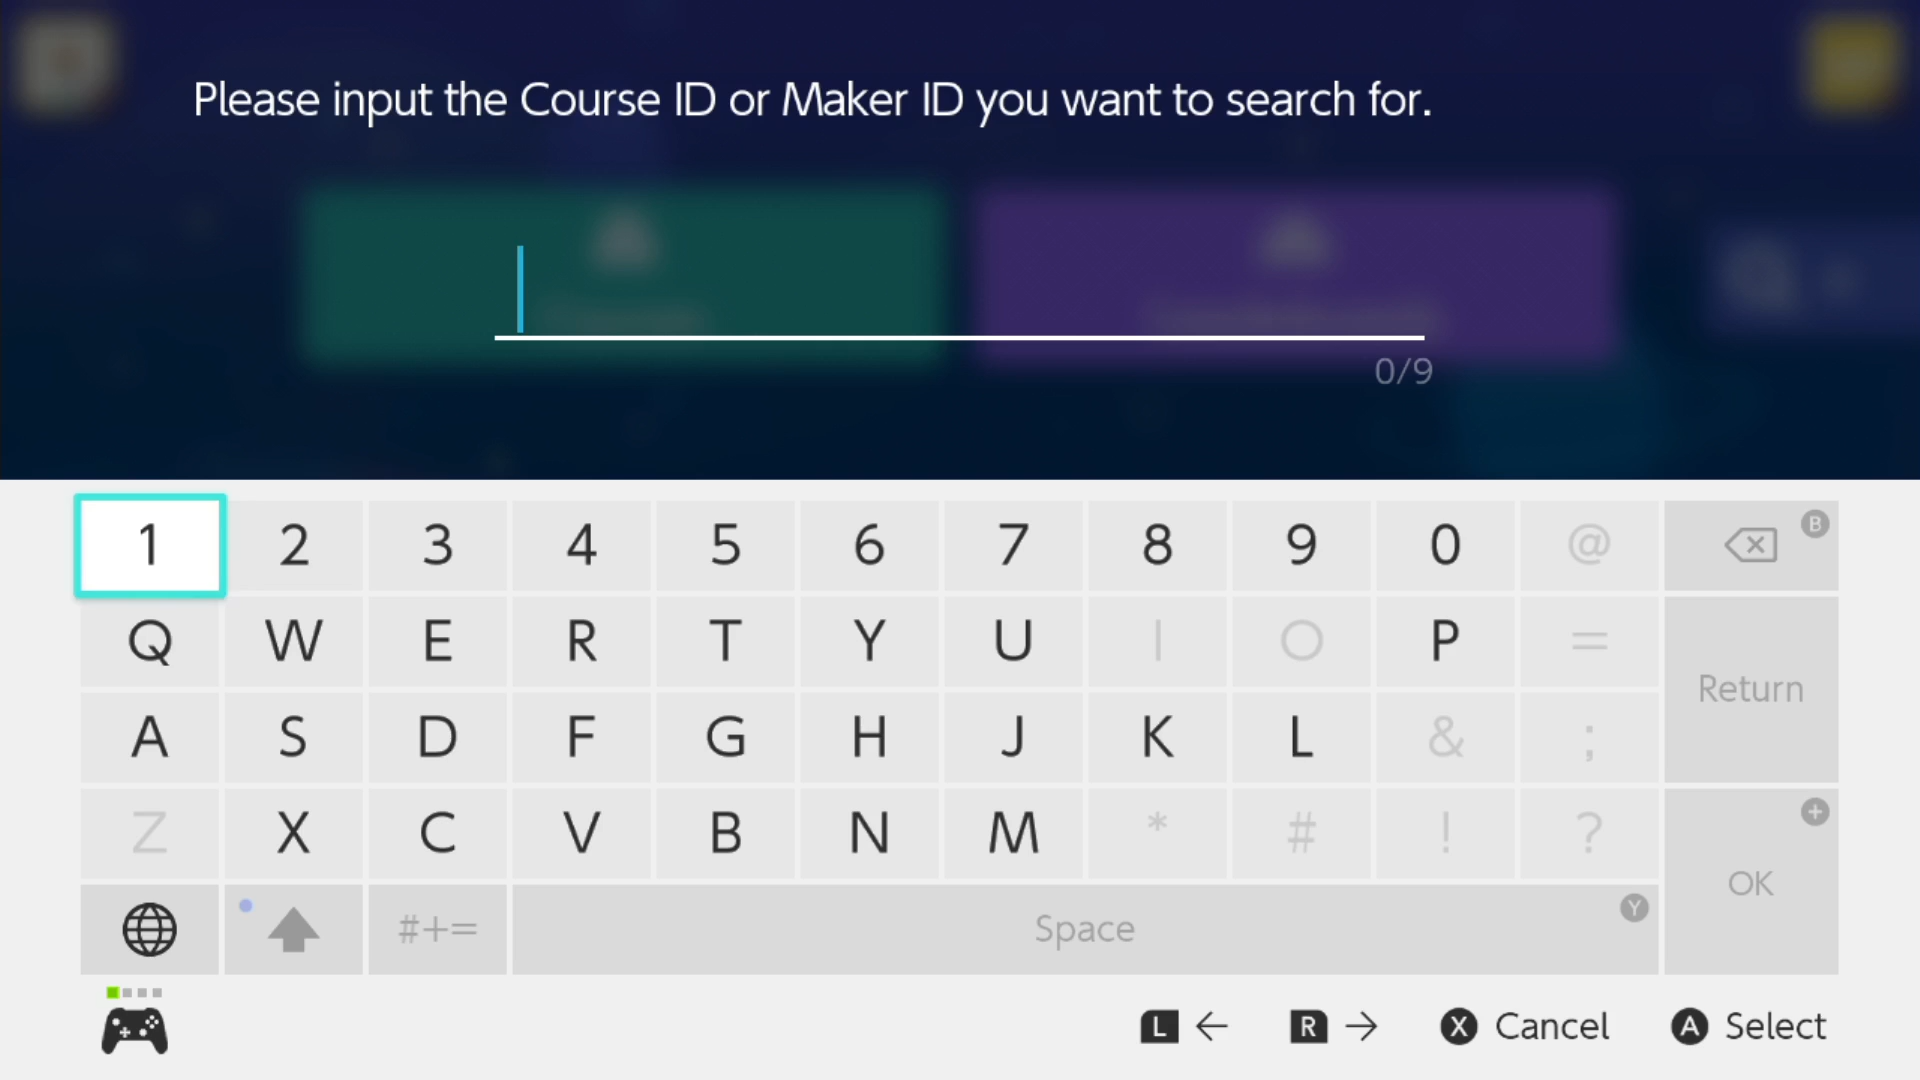 Please input the Course ID or Maker ID you want to search for.
0/9
1 2 3 4 5 6 7 8 9 0 @ B
Q W E R T Y U I O P = Return
A S D F G H J K L & ;
Z X C V B N M * # ! ? + OK
#+= Space Y
L ← R → X Cancel A Select